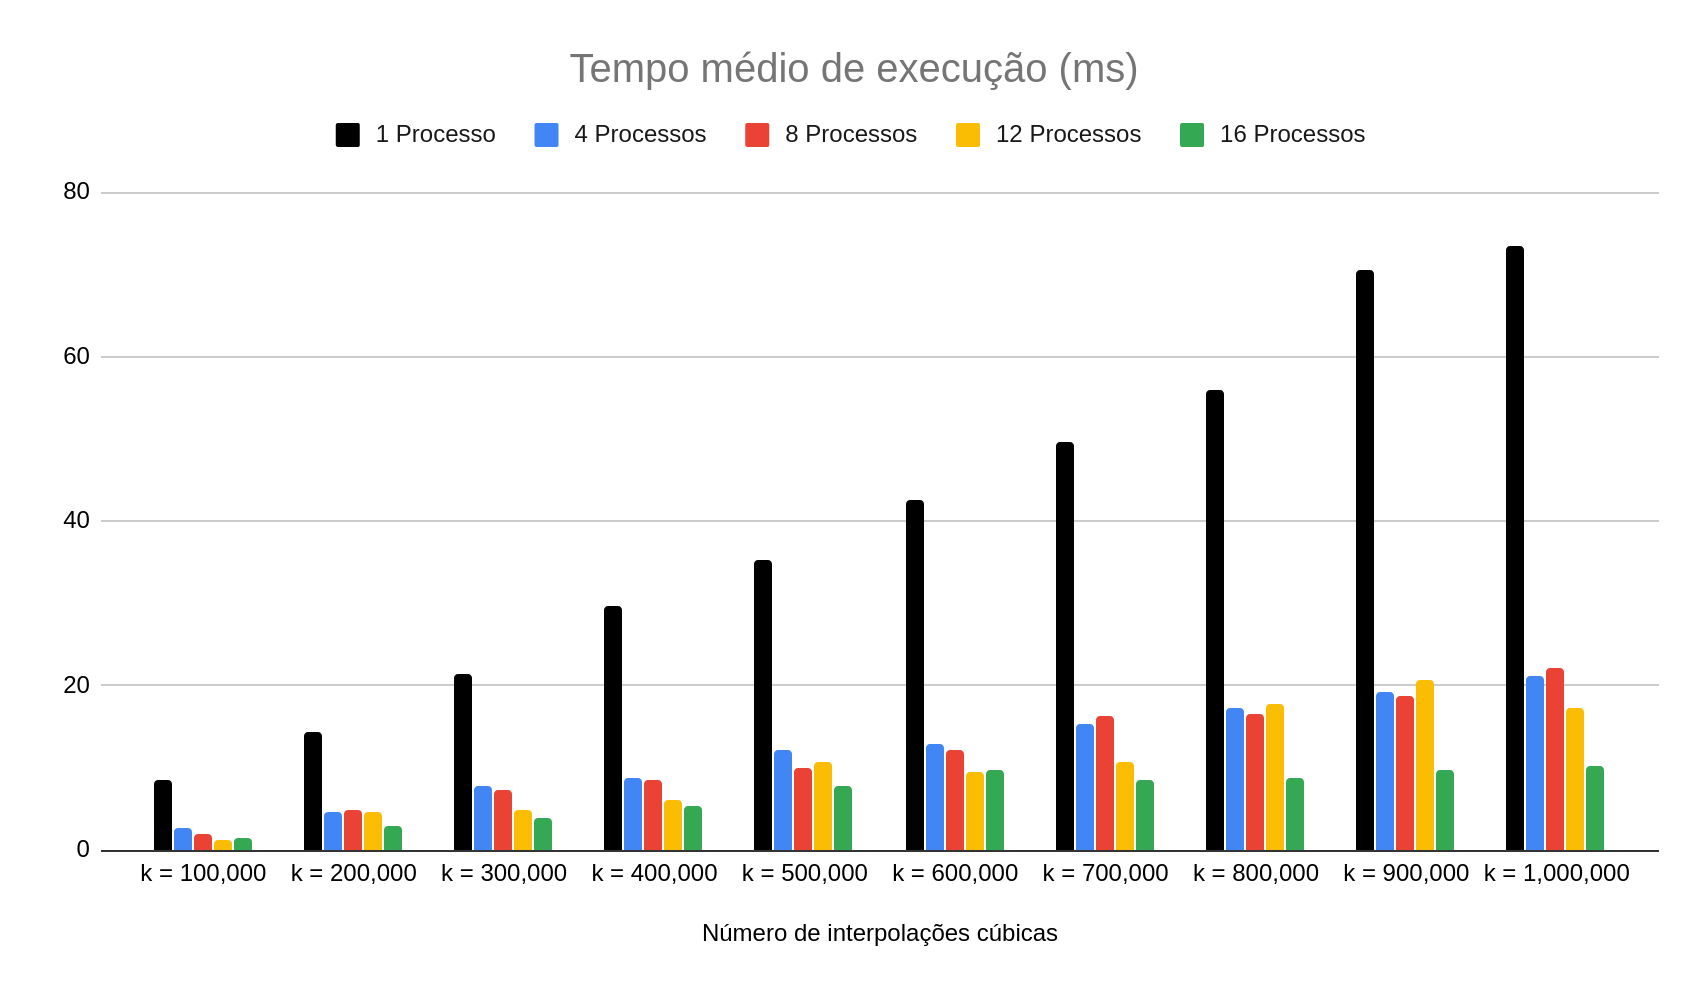 Tempo médio de execução (ms)
1 Processo 4 Processos 8 Processos 12 Processos 16 Processos
80
60
40
20
0
k = 100,000 k = 200,000 k = 300,000 k = 400,000 k = 500,000 k = 600,000 k = 700,000 k = 800,000 k = 900,000 k = 1,000,000
Número de interpolações cúbicas